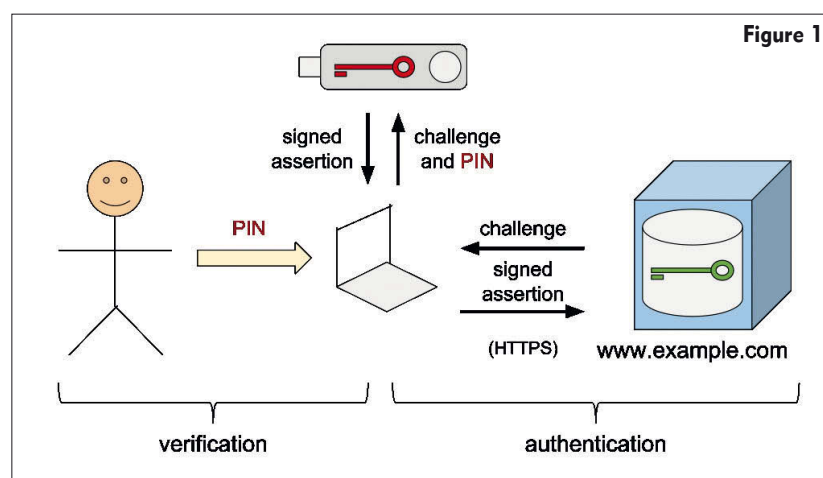 Figure 1
signed
assertion
challenge
and PIN
PIN
challenge
signed
assertion
(HTTPS)
www.example.com
verification
authentication